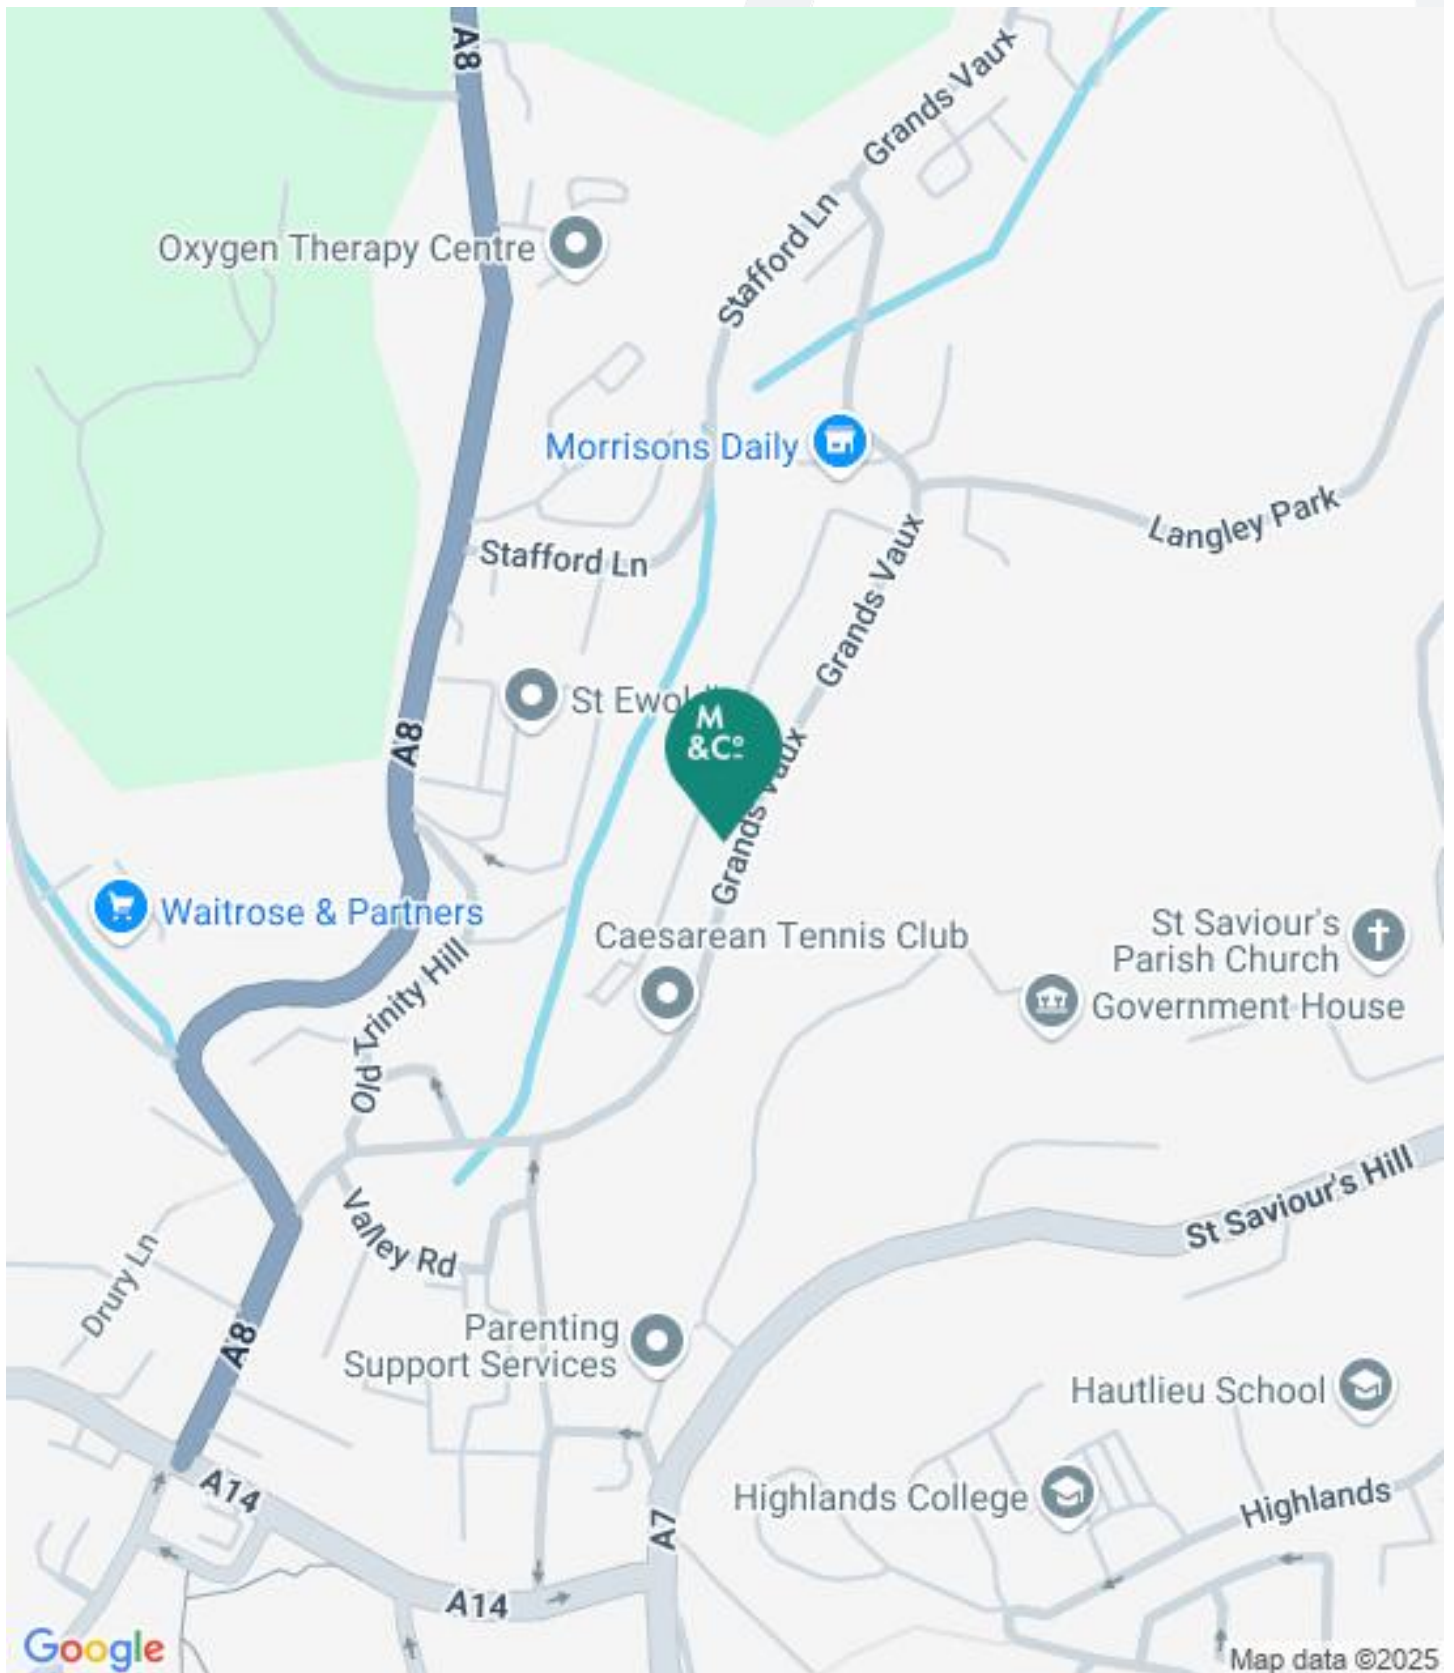 A8
Grands Vaux
Oxygen Therapy Centre
Stafford Ln
Morrisons Daily
Langley Park
Stafford Ln
Grands Vaux
St Ewol
M
&Cº
A8
Grands Vaux
Waitrose & Partners
Caesarean Tennis Club
St Saviour's
Parish Church
Government House
Old Trinity Hill
Valley Rd
St Saviour's Hill
Drury Ln
A8
Parenting
Support Services
Hautlieu School
A14
Highlands College
Highlands
A7
A14
Google
Map data ©2025